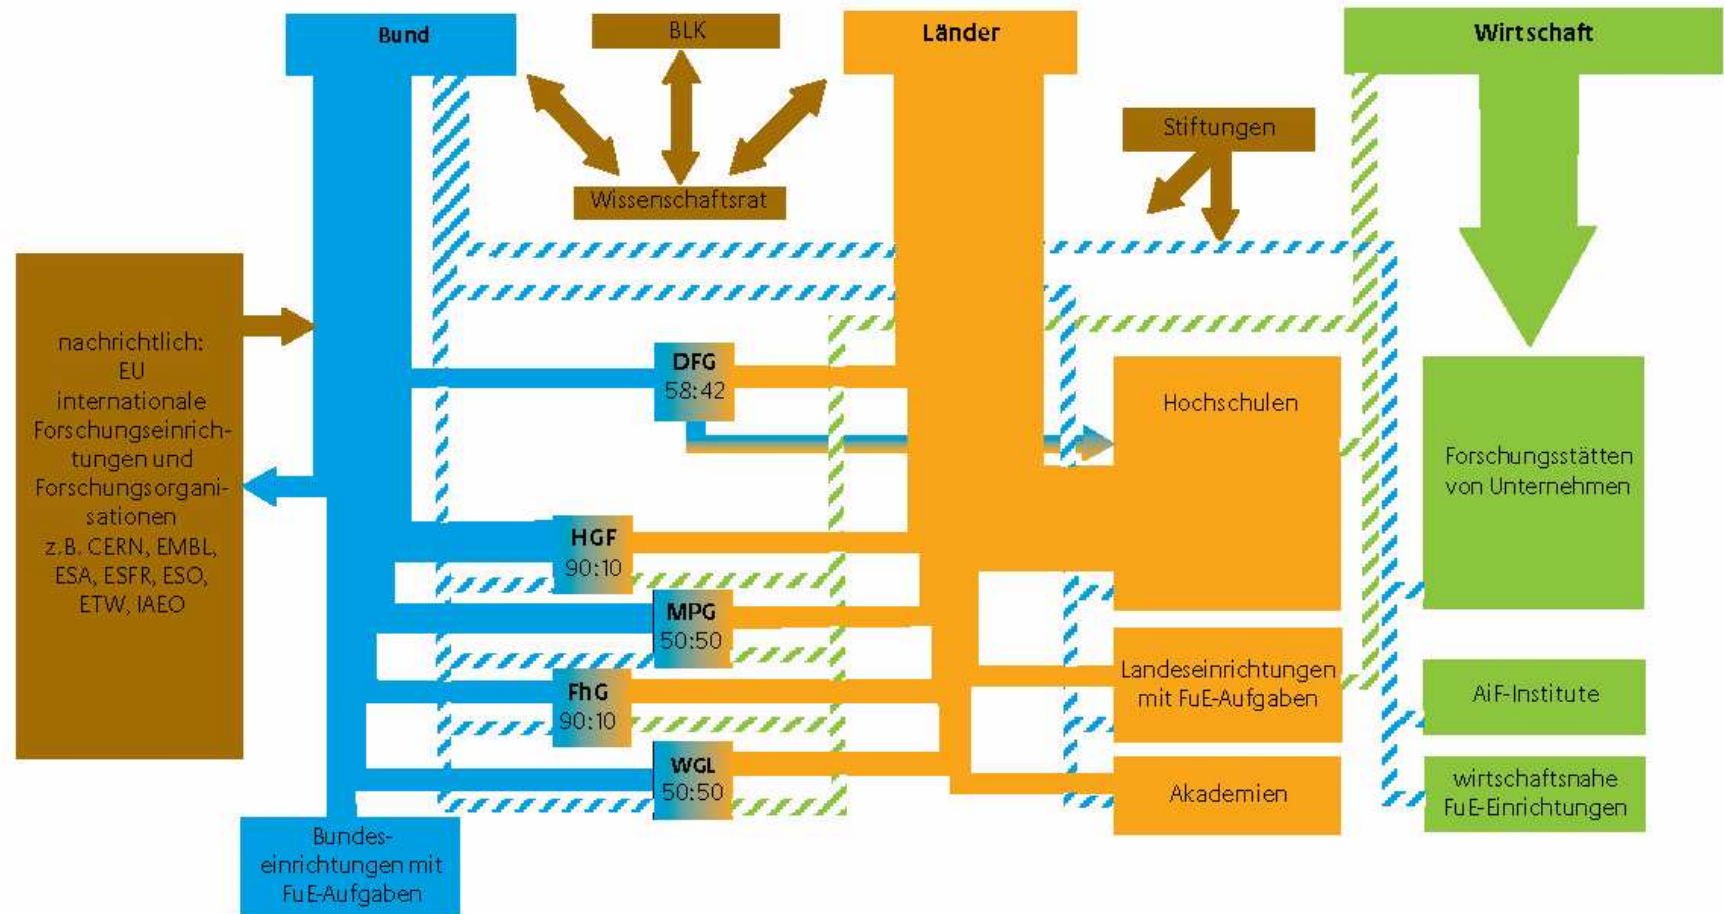 Bund
BLK
Länder
Wirtschaft
Stiftungen
Wissenschaftsrat
nachrichtlich:
EU
internationale
Forschungseinrich-
tungen und
Forschungsorgani-
sationen
z.B. CERN, EMBL,
ESA, ESFR, ESO,
ETW, IAEO
DFG
58:42
HGF
90:10
MPG
50:50
FhG
90:10
WGL
50:50
Hochschulen
Landeseinrichtungen
mit FuE-Aufgaben
Akademien
Forschungsstätten
von Unternehmen
AiF-Institute
wirtschaftsnahe
FuE-Einrichtungen
Bundes-
einrichtungen mit
FuE-Aufgaben